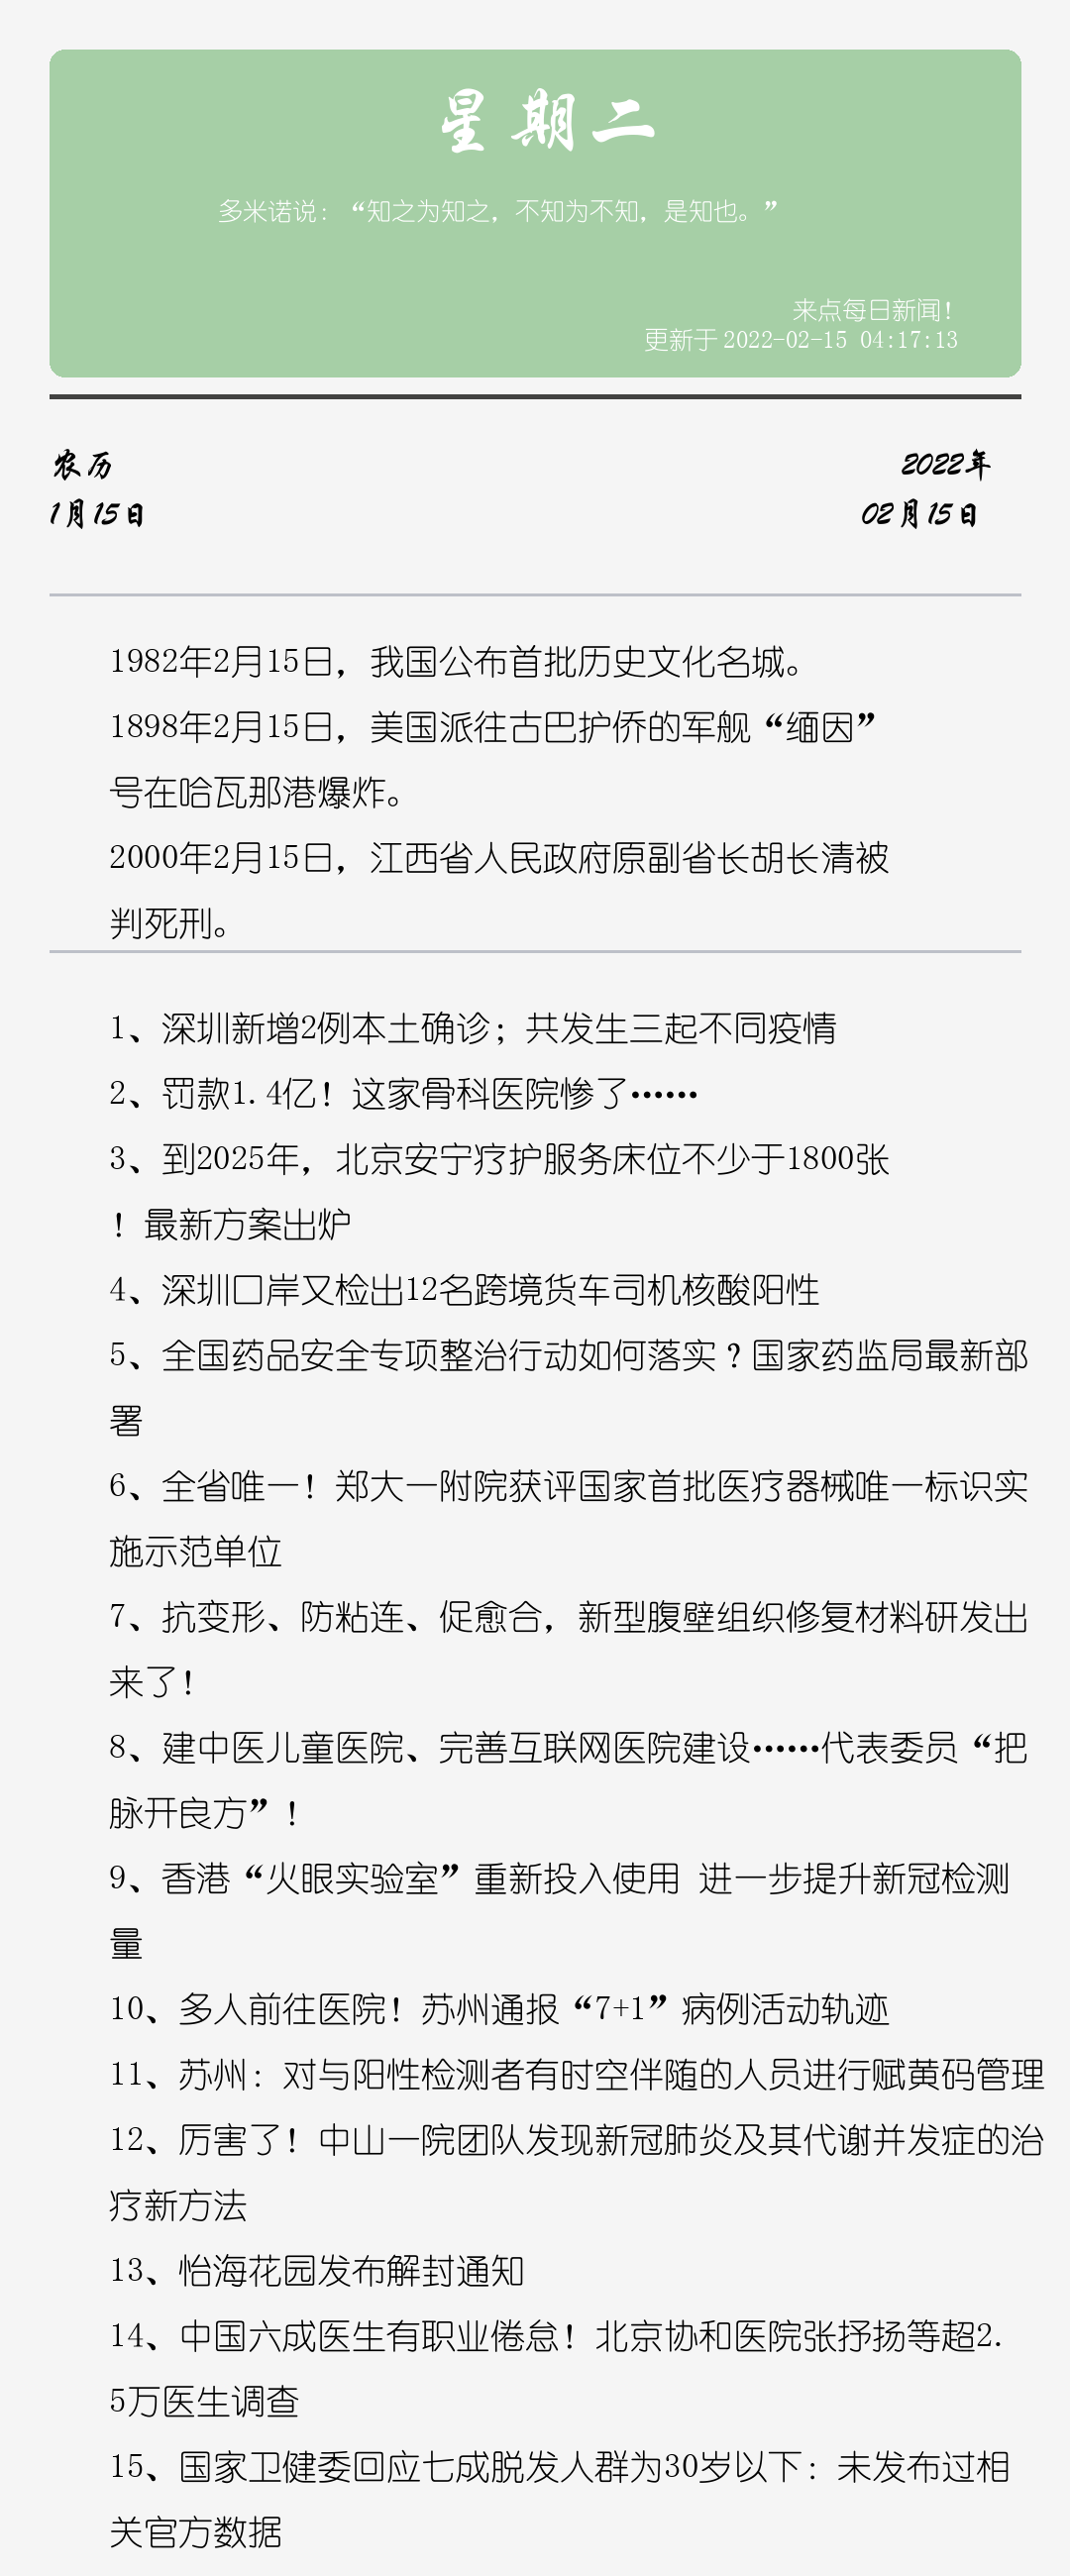 星期二
多米诺说：“知之为知之，不知为不知，是知也。”
来点每日新闻！
更新于 2022-02-15 04:17:13
农历
2022年
1月15日
02月15日
1982年2月15日，我国公布首批历史文化名城。
1898年2月15日，美国派往古巴护侨的军舰“缅因”
号在哈瓦那港爆炸。
2000年2月15日，江西省人民政府原副省长胡长清被
判死刑。
1、深圳新增2例本土确诊；共发生三起不同疫情
2、罚款1.4亿！这家骨科医院惨了······
3、到2025年，北京安宁疗护服务床位不少于1800张
！最新方案出炉
4、深圳口岸又检出12名跨境货车司机核酸阳性
5、全国药品安全专项整治行动如何落实？国家药监局最新部
署
6、全省唯一！郑大一附院获评国家首批医疗器械唯一标识实
施示范单位
7、抗变形、防粘连、促愈合，新型腹壁组织修复材料研发出
来了！
8、建中医儿童医院、完善互联网医院建设······代表委员“把
脉开良方”！
9、香港“火眼实验室”重新投入使用 进一步提升新冠检测
量
10、多人前往医院！苏州通报“7+1”病例活动轨迹
11、苏州：对与阳性检测者有时空伴随的人员进行赋黄码管理
12、厉害了！中山一院团队发现新冠肺炎及其代谢并发症的治
疗新方法
13、怡海花园发布解封通知
14、中国六成医生有职业倦怠！北京协和医院张抒扬等超2.
5万医生调查
15、国家卫健委回应七成脱发人群为30岁以下：未发布过相
关官方数据